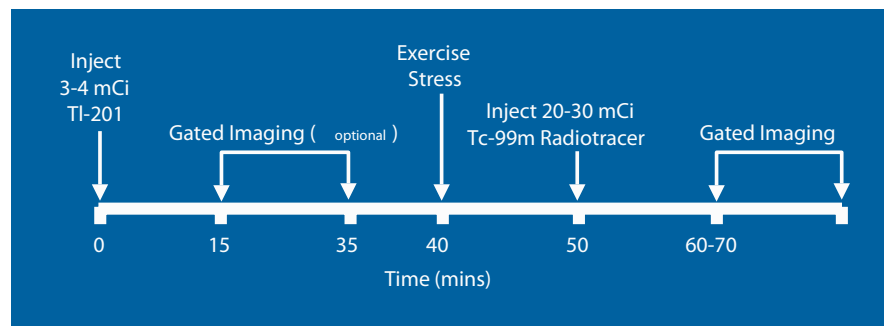 Inject
3-4 mCi
Tl-201
Gated Imaging ( optional )
Exercise
Stress
Inject 20-30 mCi
Tc-99m Radiotracer
Gated Imaging
0 15 35 40 50 60-70
Time (mins)